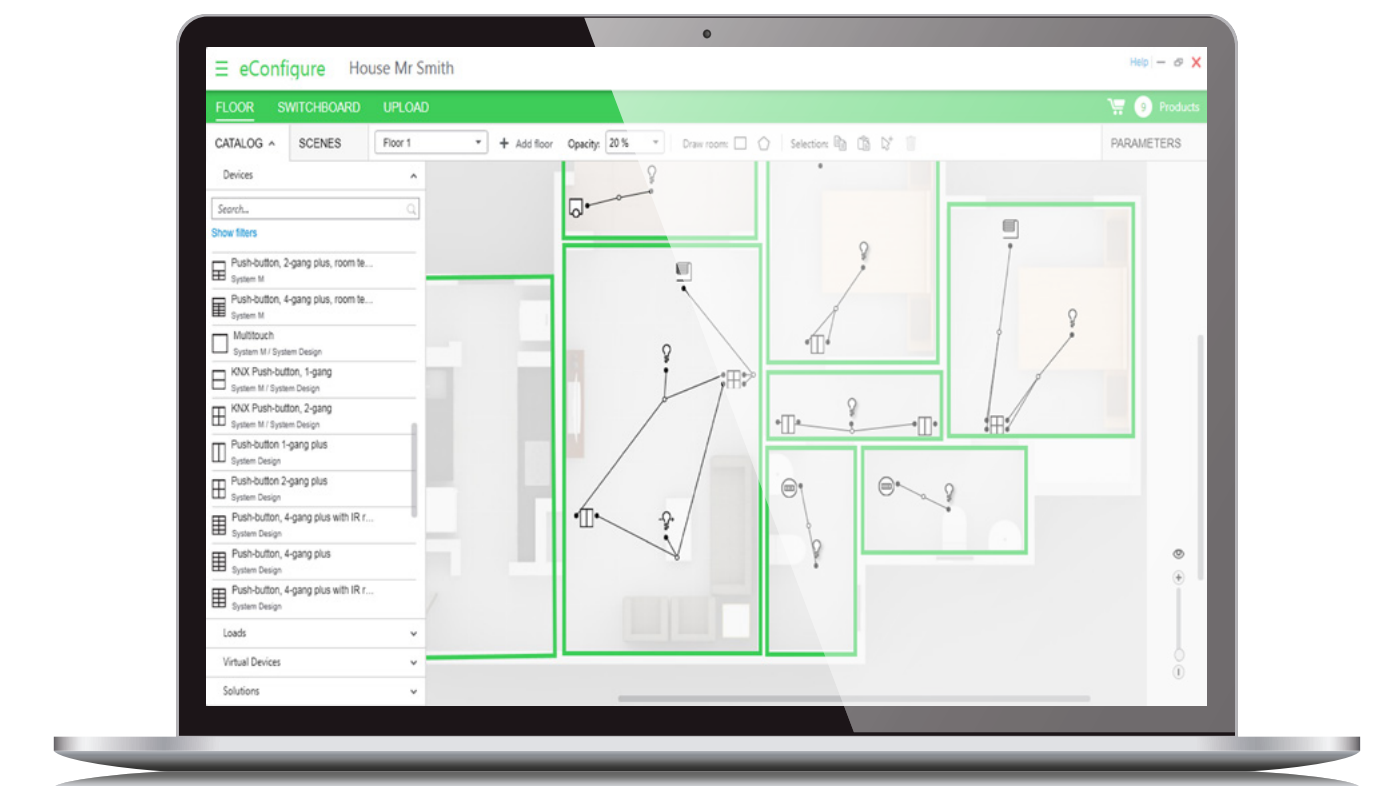 eConfigure House Mr Smith
Help
FLOOR SWITCHBOARD UPLOAD
9 Products
CATALOG SCENES Floor 1 + Add floor Opacity: 20 % Draw room: Selection: PARAMETERS
Devices
Search...
Show filters
Push-button, 2-gang plus, room te...
System M
Push-button, 4-gang plus, room te...
System M
Multitouch
System M / System Design
KNX Push-button, 1-gang
System M / System Design
KNX Push-button, 2-gang
System M / System Design
Push-button 1-gang plus
System Design
Push-button 2-gang plus
System Design
Push-button, 4-gang plus with IR r...
System Design
Push-button, 4-gang plus
System Design
Push-button, 4-gang plus with IR r...
System Design
Loads
Virtual Devices
Solutions